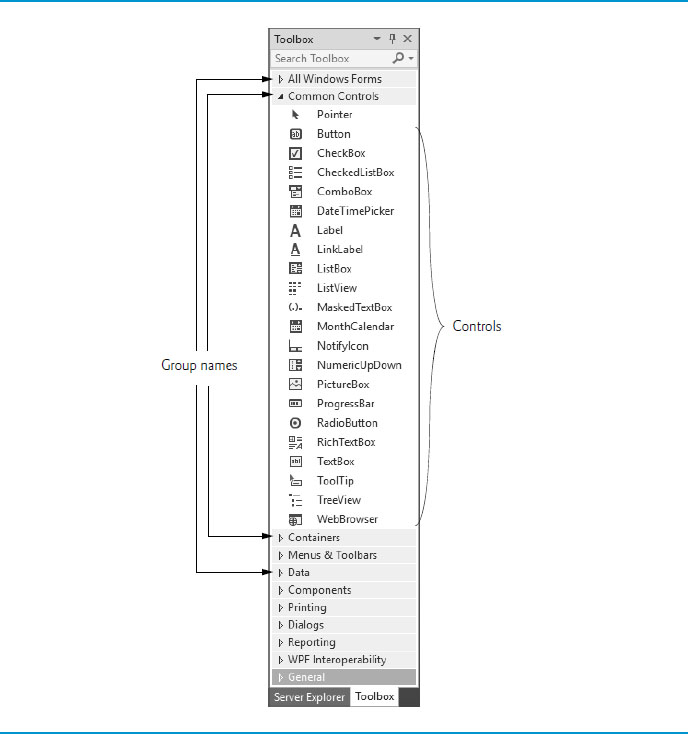 Toolbox
Search Toolbox
All Windows Forms
Common Controls
Pointer
Button
CheckBox
CheckedListBox
ComboBox
DateTimePicker
Label
LinkLabel
ListBox
ListView
MaskedTextBox
MonthCalendar
NotifyIcon
NumericUpDown
PictureBox
ProgressBar
RadioButton
RichTextBox
TextBox
ToolTip
TreeView
WebBrowser
Containers
Menus & Toolbars
Data
Components
Printing
Dialogs
Reporting
WPF Interoperability
General
Server Explorer Toolbox
Group names
Controls